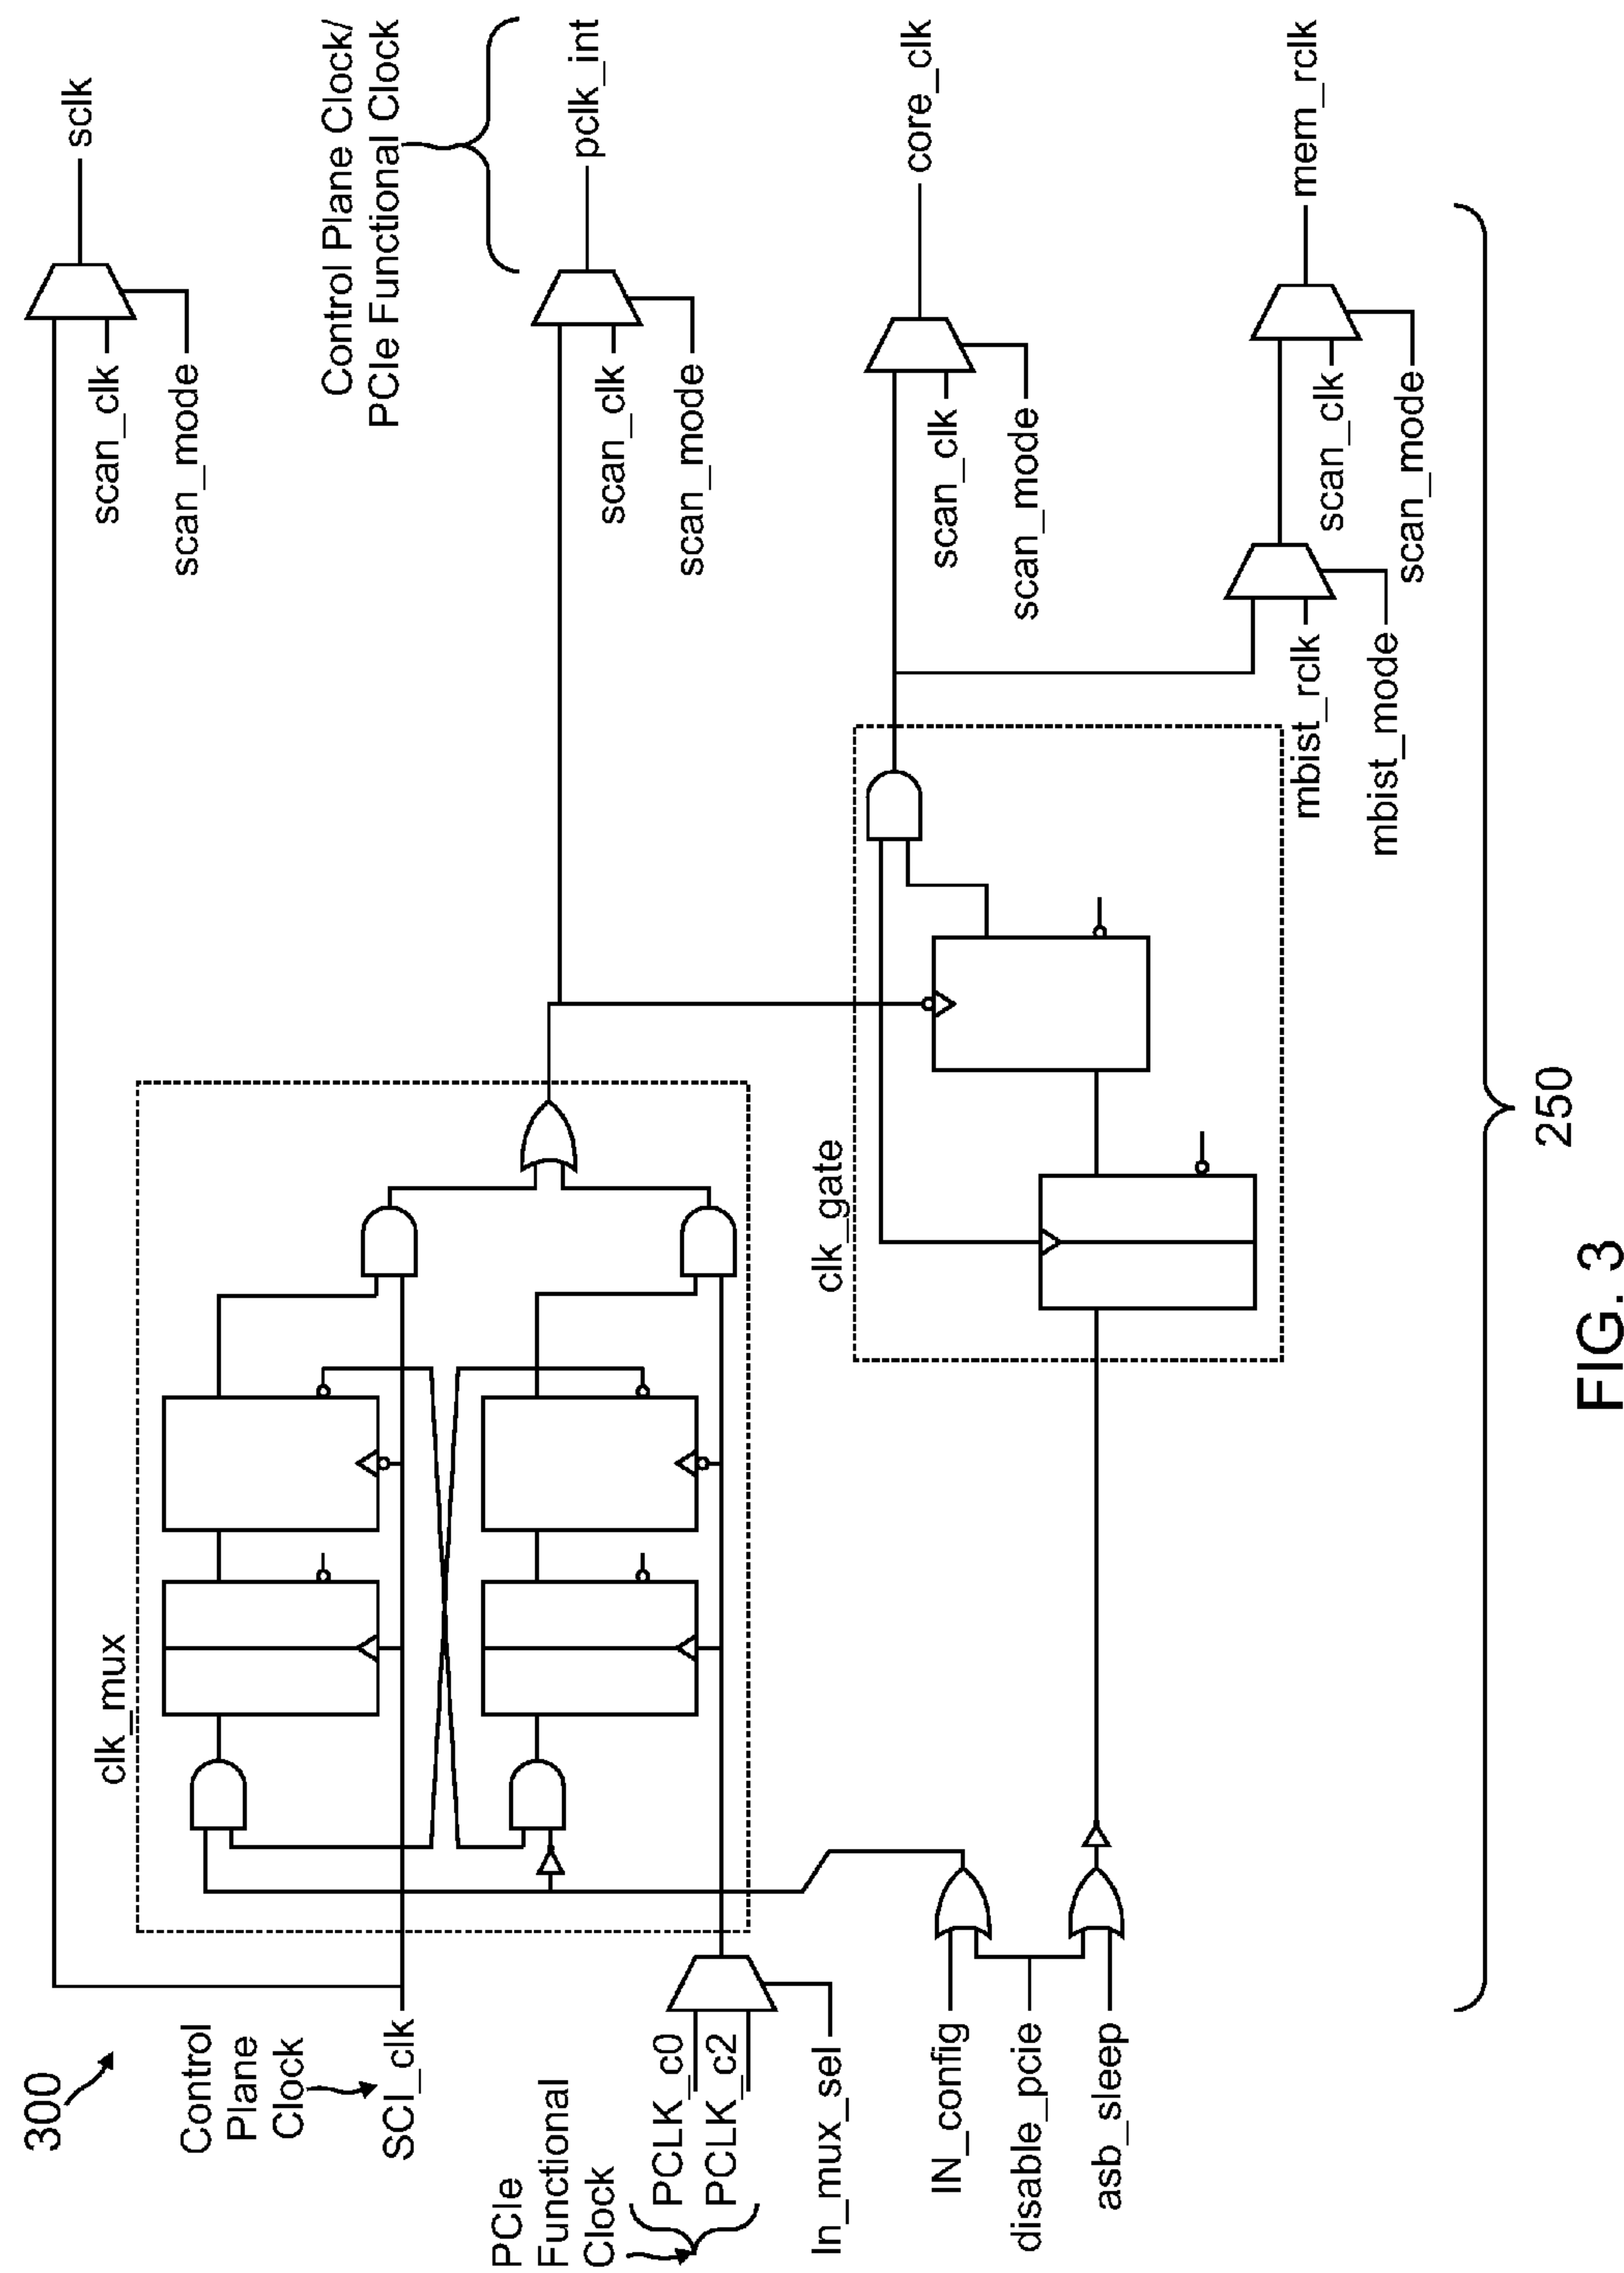 300
Control
Plane
Clock
SCI_clk
PCIe
Functional
Clock
PCLK_c0
PCLK_c2
In_mux_sel
IN_config
disable_pcie
asb_sleep
clk_mux
clk_gate
scan_clk
scan_mode
sclk
Control Plane Clock/
PCIe Functional Clock
scan_clk
scan_mode
pclk_int
scan_clk
scan_mode
core_clk
mbist_rclk
mbist_mode
scan_clk
scan_mode
mem_rclk
250
FIG. 3